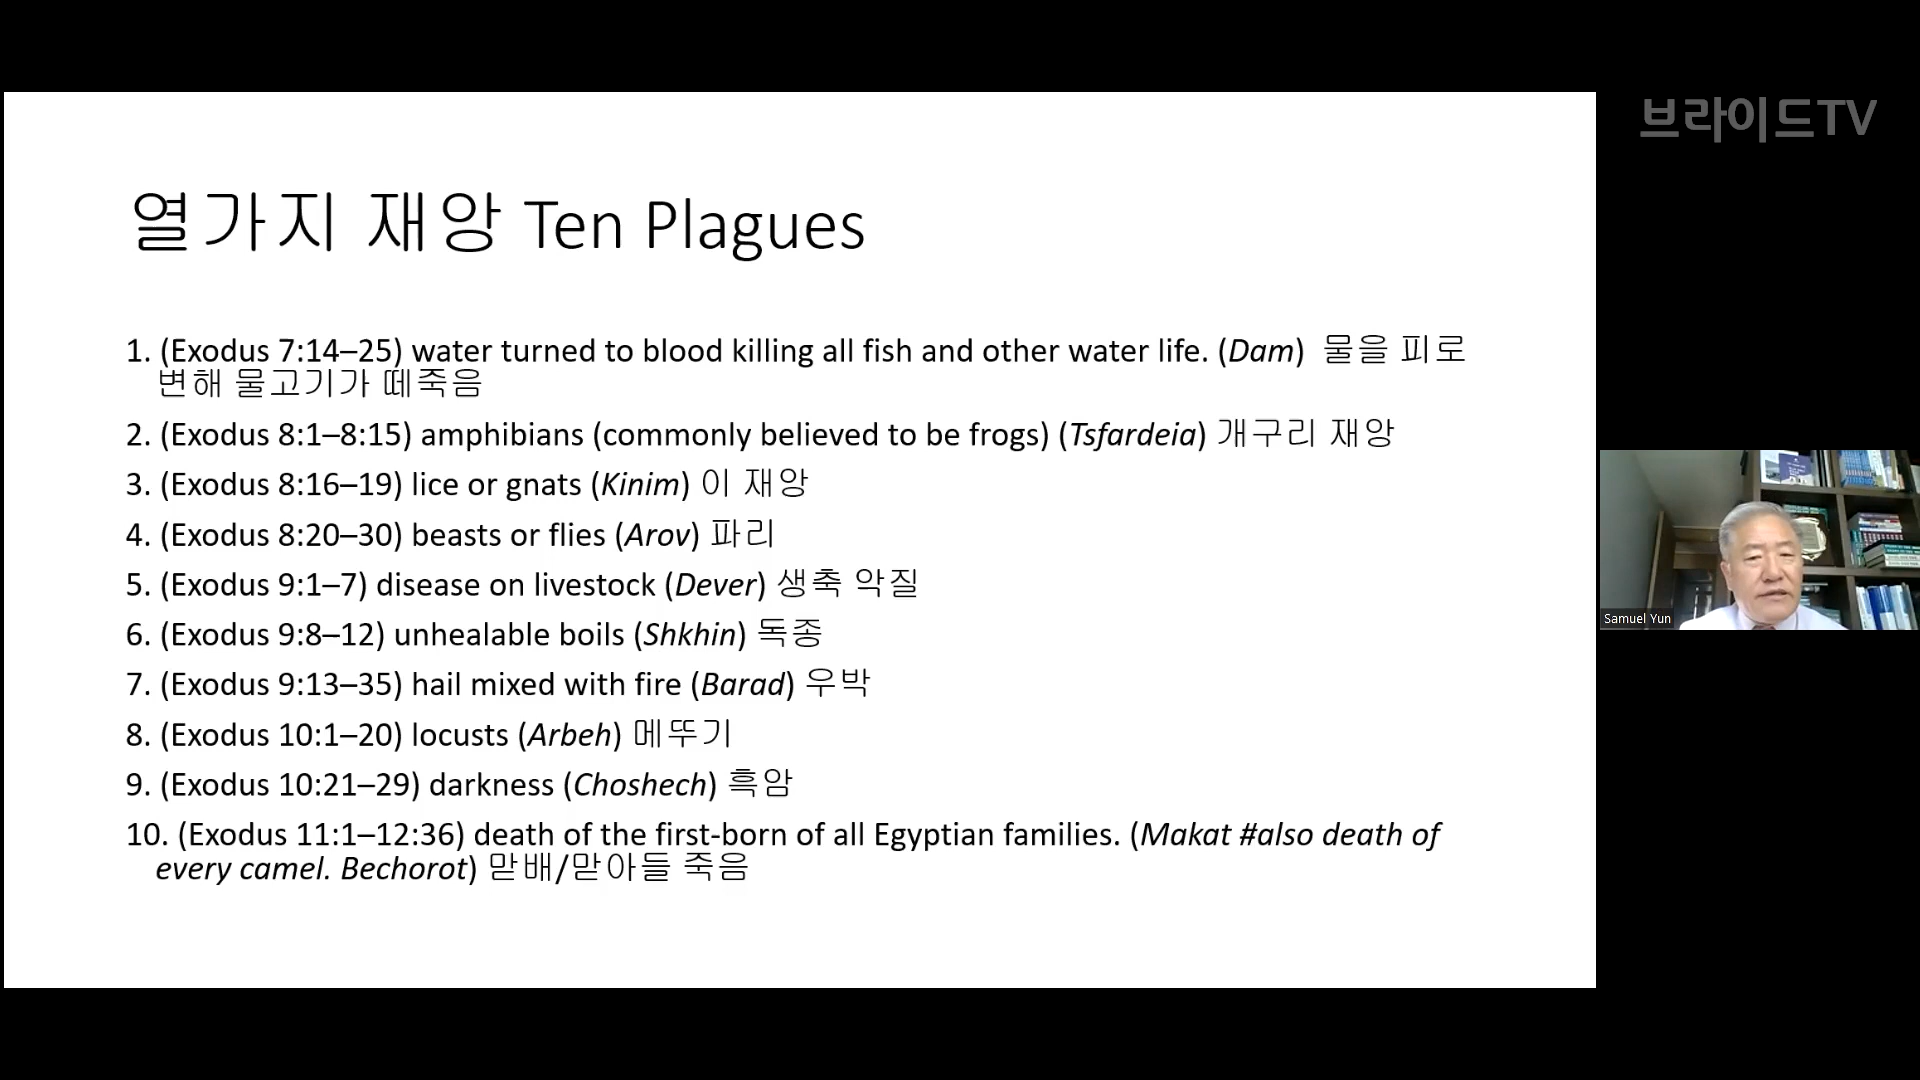 브라이드TV
열가지 재앙 Ten Plagues
1. (Exodus 7:14–25) water turned to blood killing all fish and other water life. (Dam) 물을 피로
변해 물고기가 떼죽음
2. (Exodus 8:1–8:15) amphibians (commonly believed to be frogs) (Tsfardeia) 개구리 재앙
3. (Exodus 8:16–19) lice or gnats (Kinim) 이 재앙
4. (Exodus 8:20–30) beasts or flies (Arov) 파리
5. (Exodus 9:1–7) disease on livestock (Dever) 생축 악질
6. (Exodus 9:8–12) unhealable boils (Shkhin) 독종
7. (Exodus 9:13–35) hail mixed with fire (Barad) 우박
8. (Exodus 10:1–20) locusts (Arbeh) 메뚜기
9. (Exodus 10:21–29) darkness (Choshech) 흑암
10. (Exodus 11:1–12:36) death of the first-born of all Egyptian families. (Makat #also death of
every camel. Bechorot) 맏배/맏아들 죽음
Samuel Yun